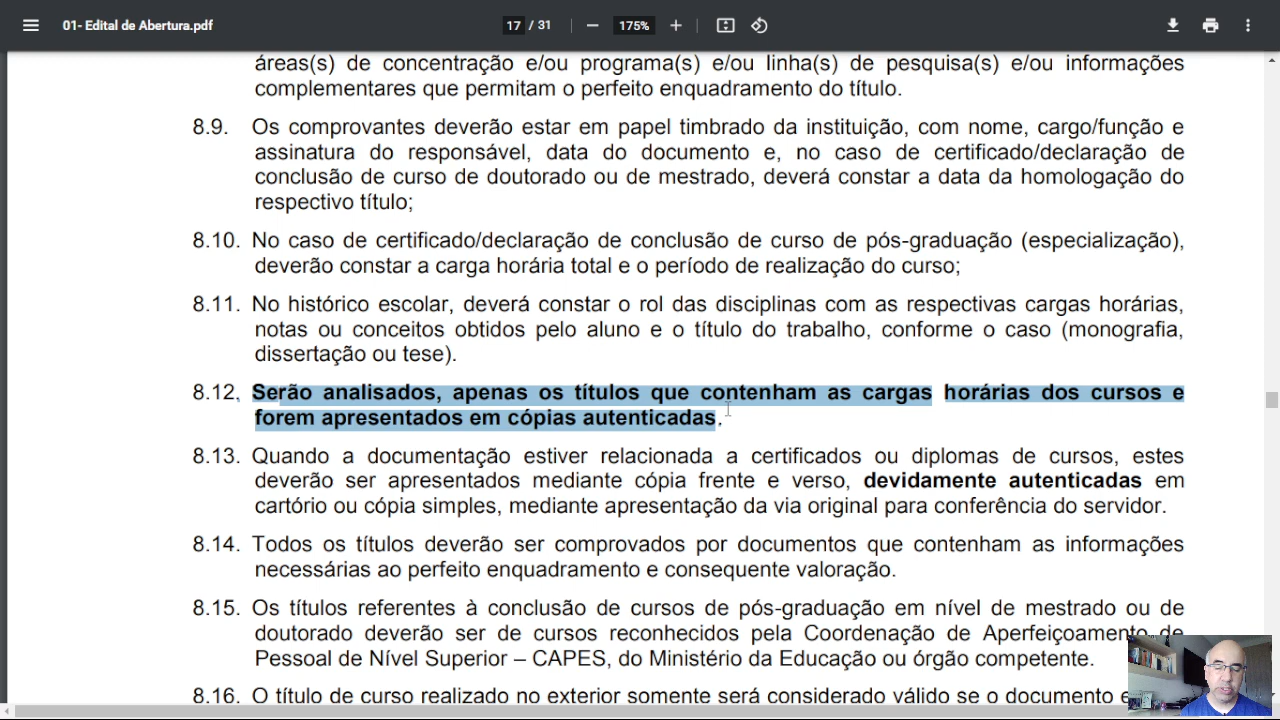 01- Edital de Abertura.pdf
17 / 31
175%
áreas(s) de concentração e/ou programa(s) e/ou linha(s) de pesquisa(s) e/ou informações
complementares que permitam o perfeito enquadramento do título.
8.9. Os comprovantes deverão estar em papel timbrado da instituição, com nome, cargo/função e
assinatura do responsável, data do documento e, no caso de certificado/declaração de
conclusão de curso de doutorado ou de mestrado, deverá constar a data da homologação do
respectivo título;
8.10. No caso de certificado/declaração de conclusão de curso de pós-graduação (especialização),
deverão constar a carga horária total e o período de realização do curso;
8.11. No histórico escolar, deverá constar o rol das disciplinas com as respectivas cargas horárias,
notas ou conceitos obtidos pelo aluno e o título do trabalho, conforme o caso (monografia,
dissertação ou tese).
8.12, Serão analisados, apenas os títulos que contenham as cargas horárias dos cursos e
forem apresentados em cópias autenticadas.
8.13. Quando a documentação estiver relacionada a certificados ou diplomas de cursos, estes
deverão ser apresentados mediante cópia frente e verso, devidamente autenticadas em
cartório ou cópia simples, mediante apresentação da via original para conferência do servidor.
8.14. Todos os títulos deverão ser comprovados por documentos que contenham as informações
necessárias ao perfeito enquadramento e consequente valoração.
8.15. Os títulos referentes à conclusão de cursos de pós-graduação em nível de mestrado ou de
doutorado deverão ser de cursos reconhecidos pela Coordenação de Aperfeiçoamento de
Pessoal de Nível Superior – CAPES, do Ministério da Educação ou órgão competente.
8.16. O título de curso realizado no exterior somente será considerado válido se o documento